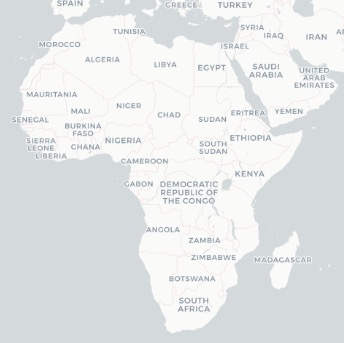 SPAIN
GREECE
TURKEY
TUNISIA
SYRIA
IRAQ
IRAN
MOROCCO
ISRAEL
ALGERIA
LIBYA
EGYPT
SAUDI
ARABIA
UNITED
ARAB
EMIRATES
MAURITANIA
NIGER
MALI
CHAD
SUDAN
ERITREA
YEMEN
SENEGAL
BURKINA
FASO
SIERRA
LEONE
GHANA
NIGERIA
ETHIOPIA
SOUTH
SUDAN
LIBERIA
CAMEROON
KENYA
GABON
DEMOCRATIC
REPUBLIC OF
THE CONGO
ANGOLA
ZAMBIA
ZIMBABWE
MADAGASCAR
BOTSWANA
SOUTH
AFRICA